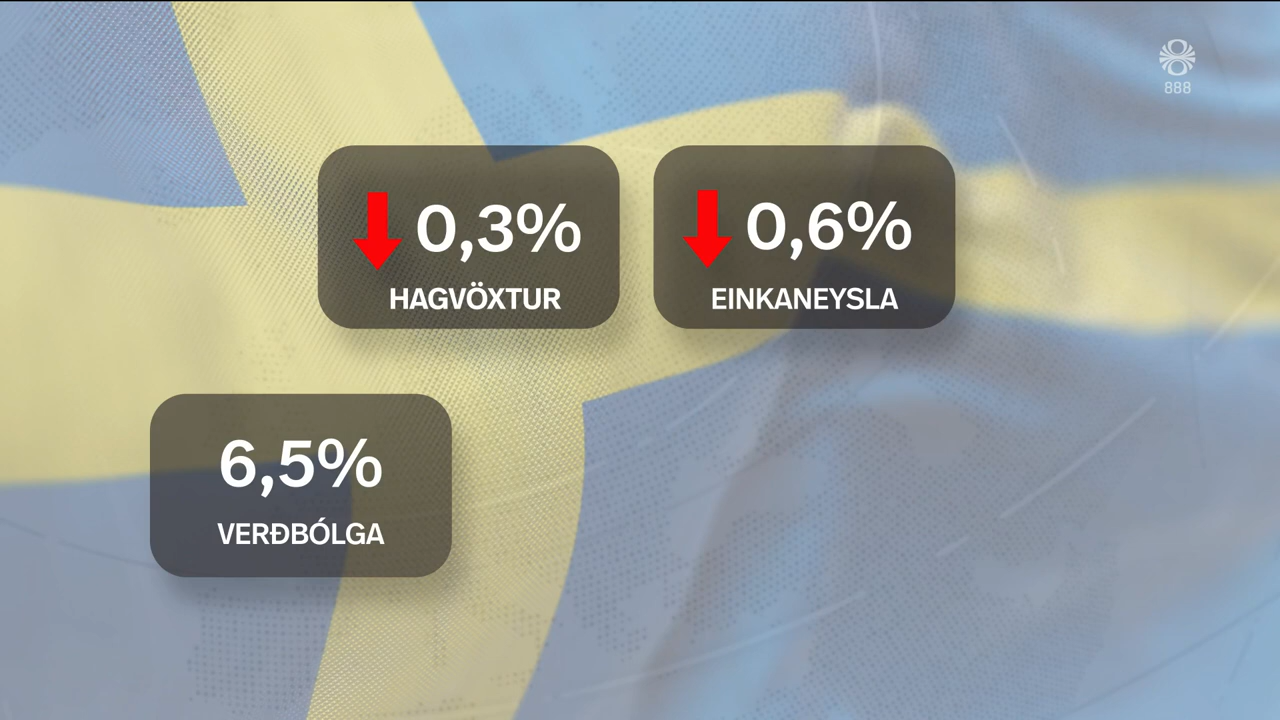 888
0,3%
HAGVÖXTUR
0,6%
EINKANEYSLA
6,5%
VERÐBÓLGA